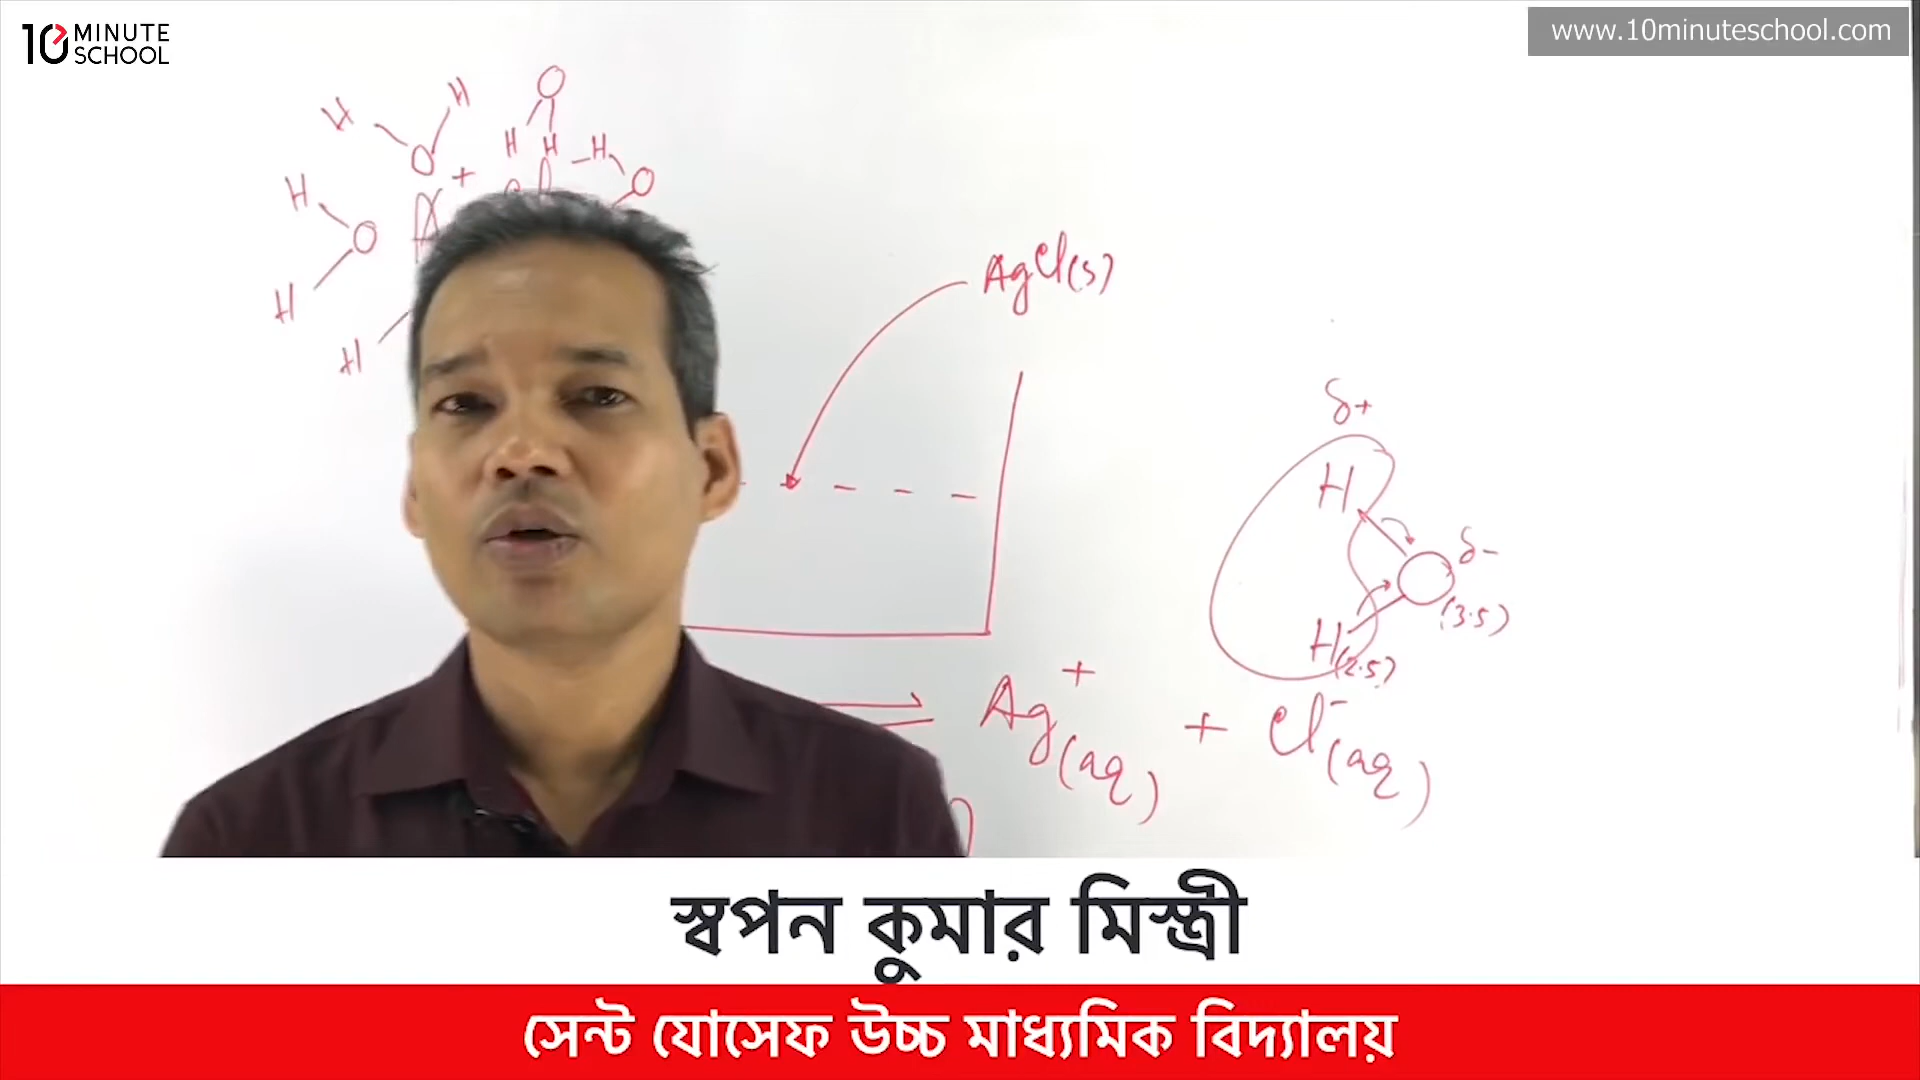 10 MINUTE SCHOOL
www.10minuteschool.com
H H O
O H H H O
H + 
O A
H
H
AgCl(s)
δ+
H
δ-
O
(3.5)
H(2.5)
⇌ Ag+(aq) + Cl-(aq)
স্বপন কুমার মিস্ত্রী
সেন্ট যোসেফ উচ্চ মাধ্যমিক বিদ্যালয়